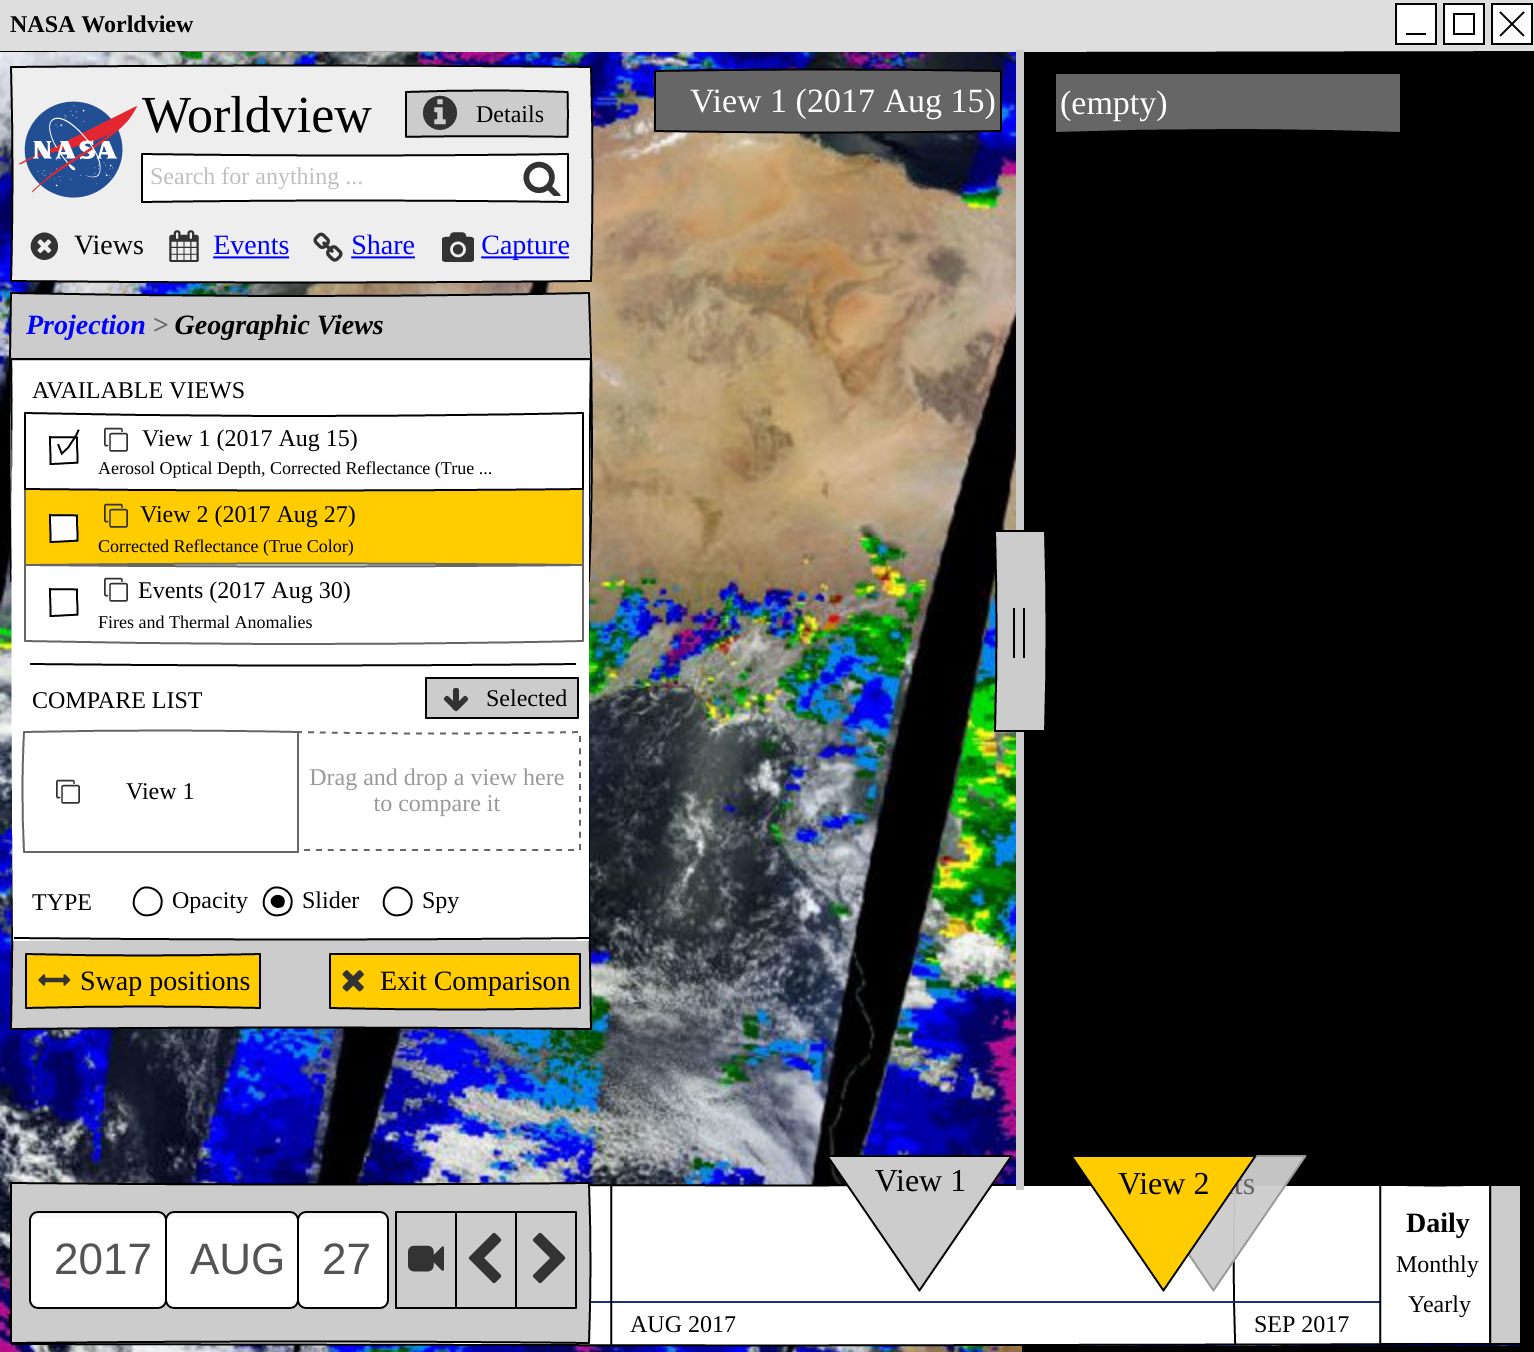 NASA Worldview
NASA
Worldview
Details
Search for anything ...
Views
Events
Share
Capture
View 1 (2017 Aug 15)
(empty)
Projection > Geographic Views
AVAILABLE VIEWS
View 1 (2017 Aug 15)
Aerosol Optical Depth, Corrected Reflectance (True ...
View 2 (2017 Aug 27)
Corrected Reflectance (True Color)
Events (2017 Aug 30)
Fires and Thermal Anomalies
COMPARE LIST
Selected
View 1
Drag and drop a view here
to compare it
TYPE
Opacity
Slider
Spy
Swap positions
Exit Comparison
2017
AUG
27
View 1
View 2
ts
AUG 2017
SEP 2017
Daily
Monthly
Yearly